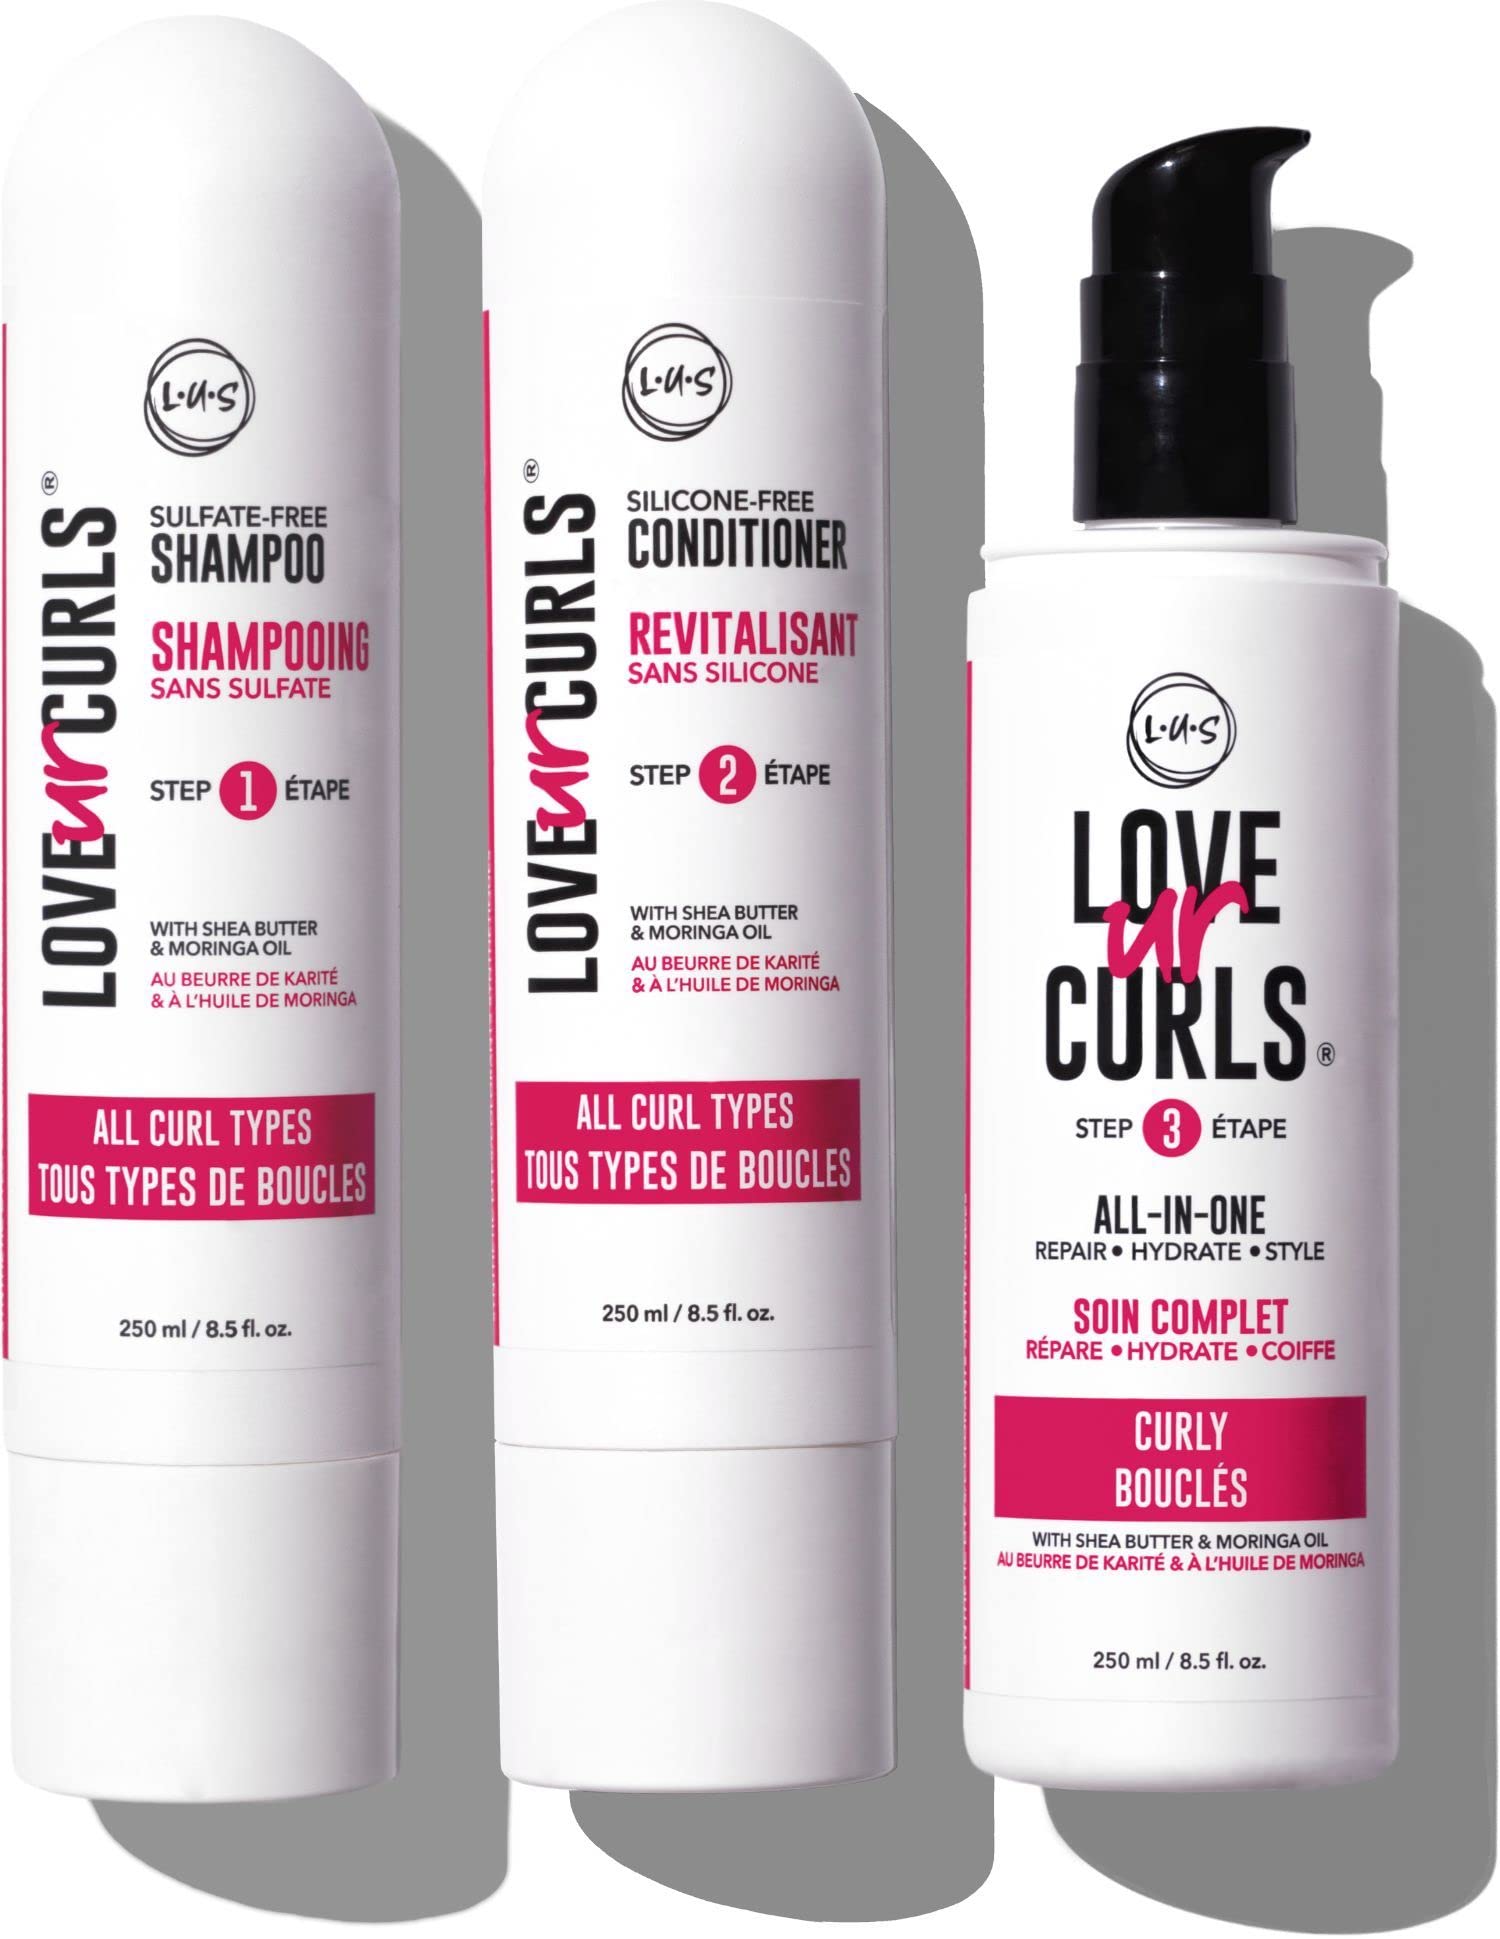 L·U·S
LOVE ur CURLS®
SULFATE-FREE
SHAMPOO
SHAMPOOING
SANS SULFATE
STEP 1 ÉTAPE
WITH SHEA BUTTER
& MORINGA OIL
AU BEURRE DE KARITÉ
& À L'HUILE DE MORINGA
ALL CURL TYPES
TOUS TYPES DE BOUCLES
250 ml / 8.5 fl. oz.
L·U·S
LOVE ur CURLS®
SILICONE-FREE
CONDITIONER
REVITALISANT
SANS SILICONE
STEP 2 ÉTAPE
WITH SHEA BUTTER
& MORINGA OIL
AU BEURRE DE KARITÉ
& À L'HUILE DE MORINGA
ALL CURL TYPES
TOUS TYPES DE BOUCLES
250 ml / 8.5 fl. oz.
L·U·S
LOVE
ur
CURLS®
STEP 3 ÉTAPE
ALL-IN-ONE
REPAIR • HYDRATE • STYLE
SOIN COMPLET
RÉPARE • HYDRATE • COIFFE
CURLY
BOUCLÉS
WITH SHEA BUTTER & MORINGA OIL
AU BEURRE DE KARITÉ & À L'HUILE DE MORINGA
250 ml / 8.5 fl. oz.